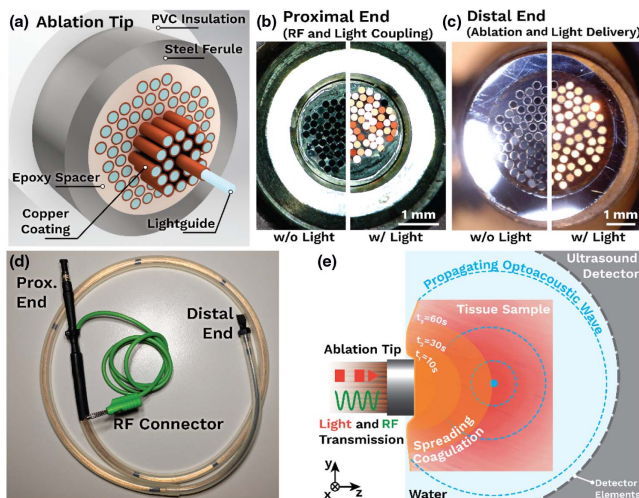 (a) Ablation Tip
PVC Insulation
Steel Ferule
Epoxy Spacer
Copper
Coating
Lightguide
(b) Proximal End
(RF and Light Coupling)
1 mm
w/o Light
w/ Light
(c) Distal End
(Ablation and Light Delivery)
1 mm
w/o Light
w/ Light
(d)
Prox.
End
Distal
End
RF Connector
(e)
Propagating Optoacoustic Wave
Ultrasound
Detector
Tissue Sample
t₃=60s
t₂=30s
t₁=10s
Ablation Tip
Light and RF
Transmission
Spreading
Coagulation
y
x
z
Water
Detector
Elements